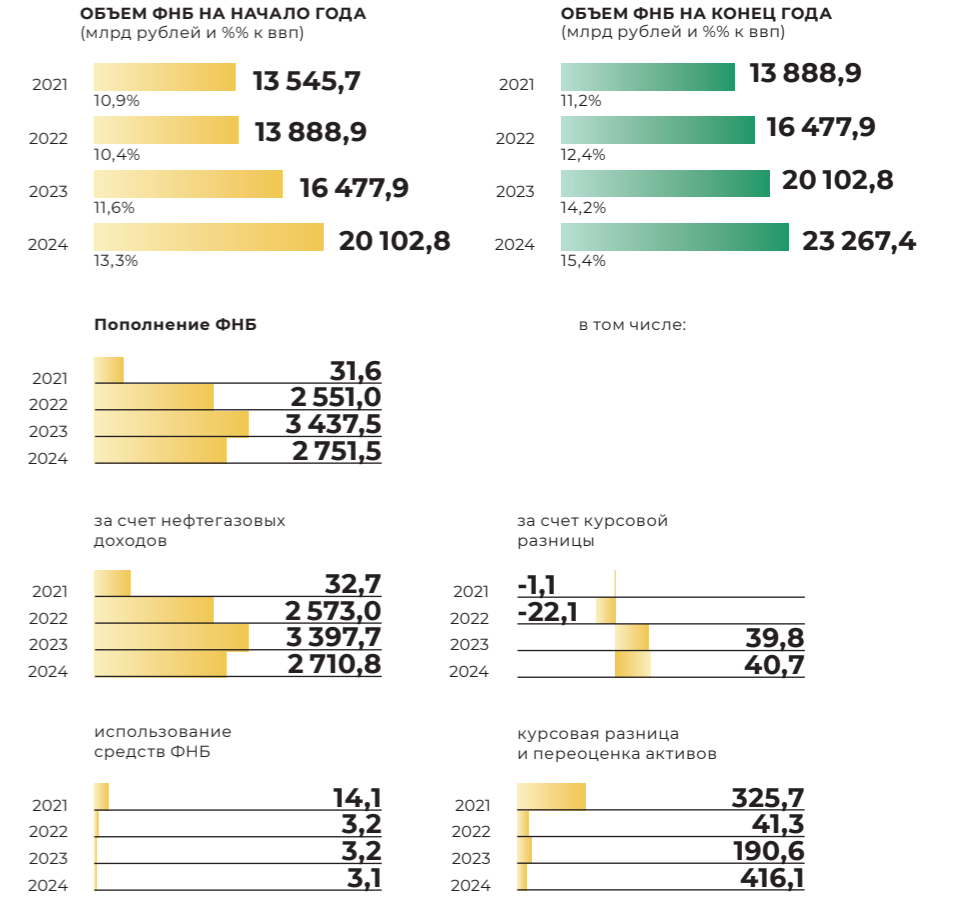 ОБЪЕМ ФНБ НА НАЧАЛО ГОДА
(млрд рублей и %% к ввп)
2021 13 545,7
10,9%
2022 13 888,9
10,4%
2023 16 477,9
11,6%
2024 20 102,8
13,3%
ОБЪЕМ ФНБ НА КОНЕЦ ГОДА
(млрд рублей и %% к ввп)
2021 13 888,9
11,2%
2022 16 477,9
12,4%
2023 20 102,8
14,2%
2024 23 267,4
15,4%
Пополнение ФНБ
2021 31,6
2022 2 551,0
2023 3 437,5
2024 2 751,5
в том числе:
за счет нефтегазовых
доходов
2021 32,7
2022 2 573,0
2023 3 397,7
2024 2 710,8
за счет курсовой
разницы
2021 -1,1
2022 -22,1
2023 39,8
2024 40,7
использование
средств ФНБ
2021 14,1
2022 3,2
2023 3,2
2024 3,1
курсовая разница
и переоценка активов
2021 325,7
2022 41,3
2023 190,6
2024 416,1